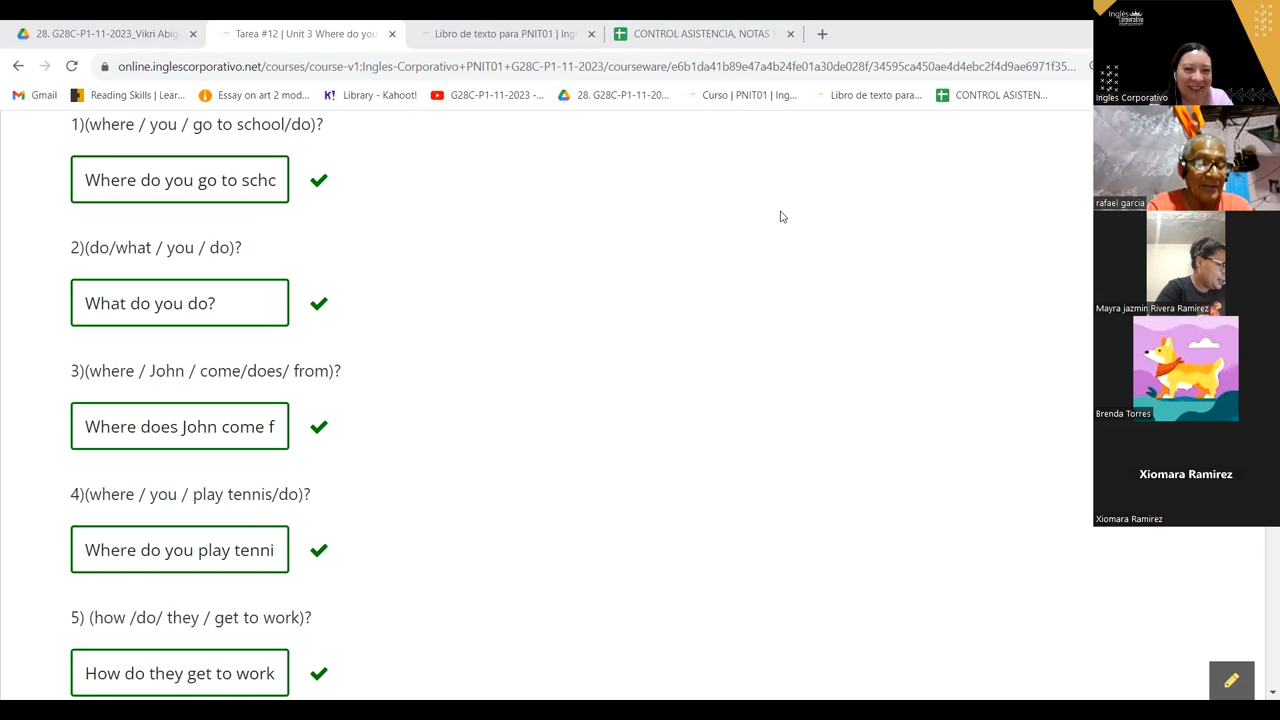 28. G28C-P1-11-2023_Vikri Abig
Tarea #12 | Unit 3 Where do you
Libro de texto para PNIT01 | Ing
CONTROL ASISTENCIA, NOTAS Y
online.inglescorporativo.net/courses/course-v1:Ingles-Corporativo+PNIT01+G28C-P1-11-2023/courseware/e6b1da41b89e47a4b24fe01a30de028f/34595ca450ae4d4ebc2f4d9ae6971f35...
Gmail
Reading Skills | Lear...
Essay on art 2 mod...
Library - Kano
G28C-P1-11-2023 -...
28. G28C-P1-11-202
Curso | PNIT01 | Ing...
Libro de texto para...
CONTROL ASISTEN...
1)(where / you / go to school/do)?
Where do you go to schc
2)(do/what / you / do)?
What do you do?
3)(where / John / come/does/ from)?
Where does John come f
4)(where / you / play tennis/do)?
Where do you play tenni
5) (how /do/ they / get to work)?
How do they get to work
Inglés
Corporativo
Ingles Corporativo
rafael garcia
Mayra jazmin Rivera Ramirez
Brenda Torres
Xiomara Ramirez
Xiomara Ramirez